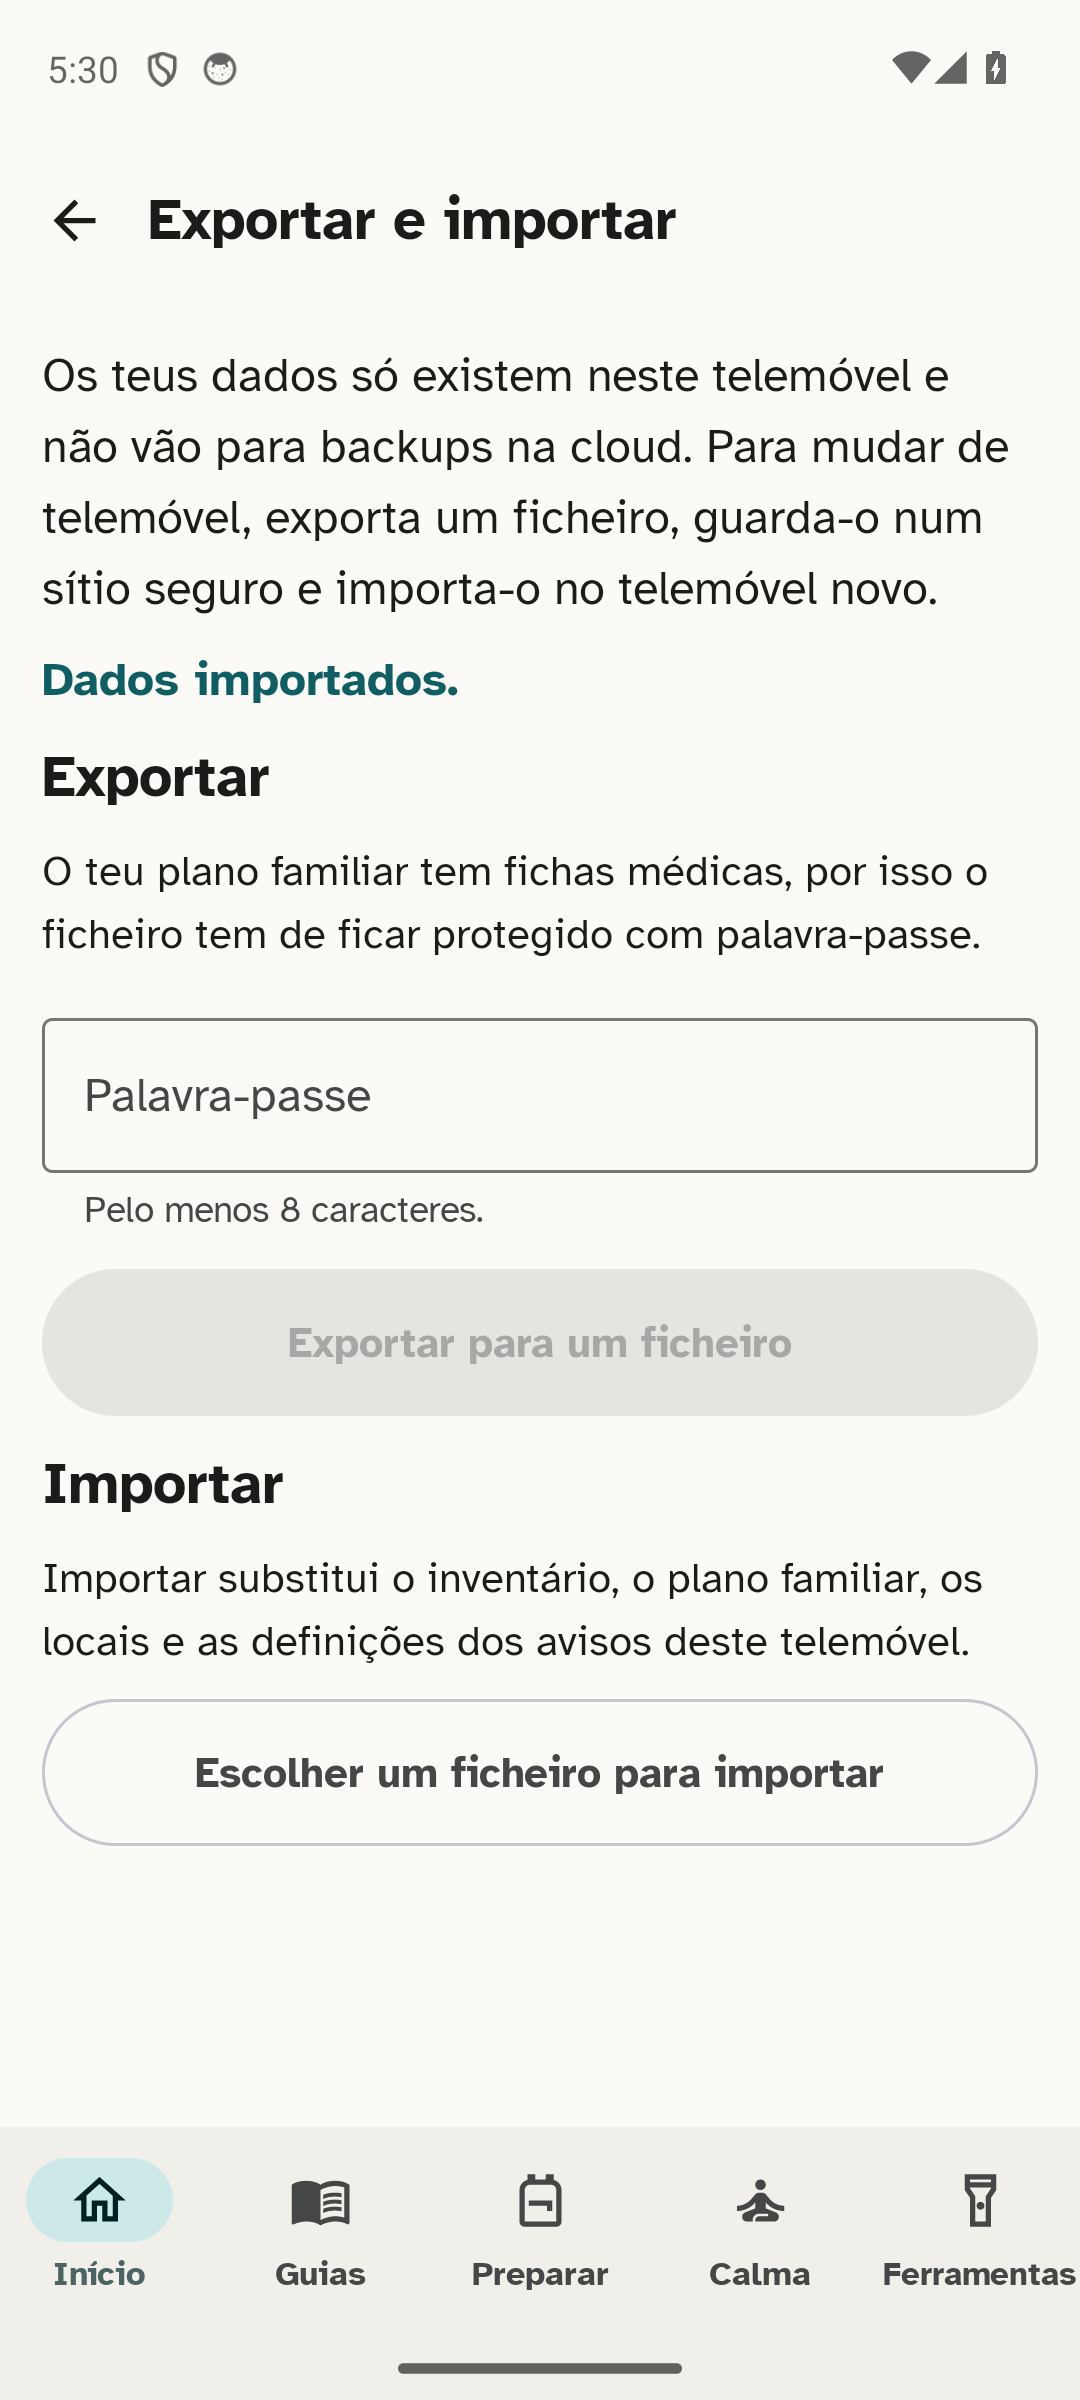 5:30
Exportar e importar
Os teus dados só existem neste telemóvel e
não vão para backups na cloud. Para mudar de
telemóvel, exporta um ficheiro, guarda-o num
sítio seguro e importa-o no telemóvel novo.
Dados importados.
Exportar
O teu plano familiar tem fichas médicas, por isso o
ficheiro tem de ficar protegido com palavra-passe.
Palavra-passe
Pelo menos 8 caracteres.
Exportar para um ficheiro
Importar
Importar substitui o inventário, o plano familiar, os
locais e as definições dos avisos deste telemóvel.
Escolher um ficheiro para importar
Início Guias Preparar Calma Ferramentas